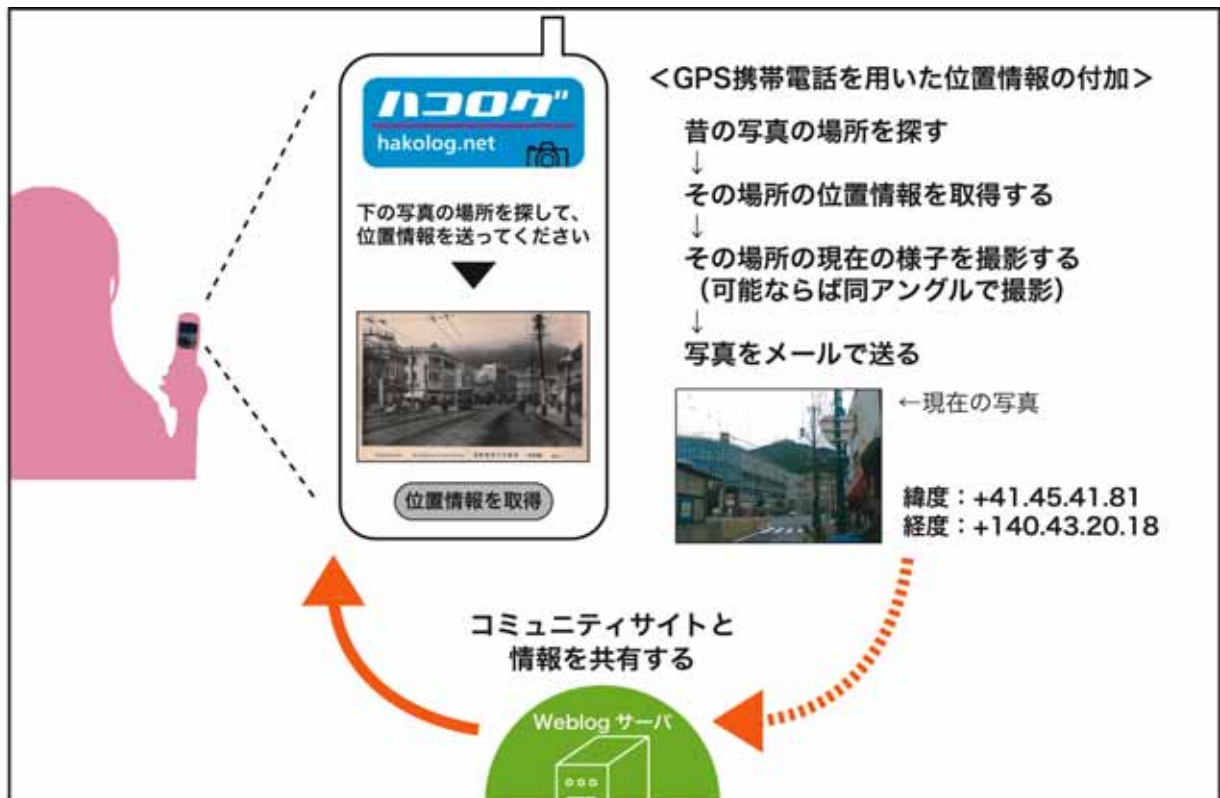 ハコログ
hakolog.net
下の写真の場所を探して、
位置情報を送ってください
位置情報を取得
＜GPS携帯電話を用いた位置情報の付加＞
昔の写真の場所を探す
↓
その場所の位置情報を取得する
↓
その場所の現在の様子を撮影する
（可能ならば同アングルで撮影）
↓
写真をメールで送る
←現在の写真
緯度：+41.45.41.81
経度：+140.43.20.18
コミュニティサイトと
情報を共有する
Weblog サーバ